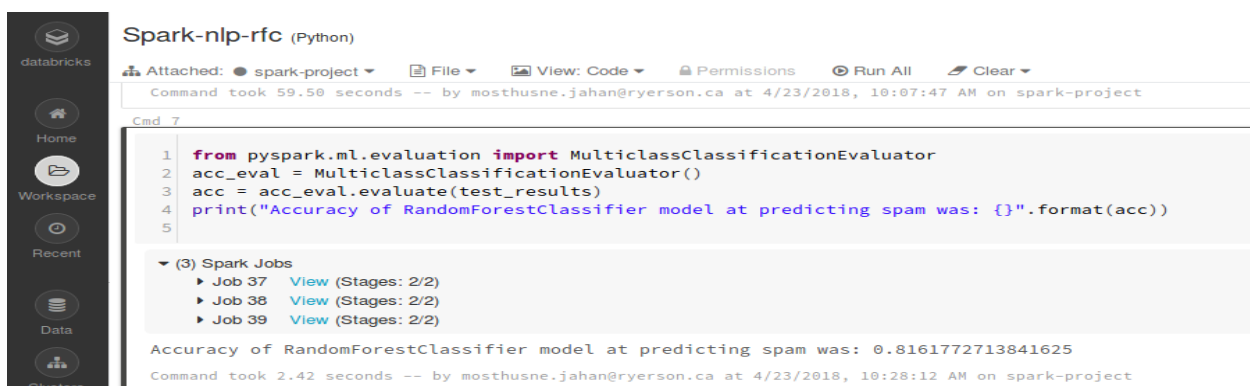 databricks
Home
Workspace
Recent
Data
Spark-nlp-rfc (Python)
Attached: spark-project File View: Code Permissions Run All Clear
Command took 59.50 seconds -- by mosthusne.jahan@ryerson.ca at 4/23/2018, 10:07:47 AM on spark-project
Cmd 7
1 from pyspark.ml.evaluation import MulticlassClassificationEvaluator
2 acc_eval = MulticlassClassificationEvaluator()
3 acc = acc_eval.evaluate(test_results)
4 print("Accuracy of RandomForestClassifier model at predicting spam was: {}".format(acc))
5
(3) Spark Jobs
Job 37 View (Stages: 2/2)
Job 38 View (Stages: 2/2)
Job 39 View (Stages: 2/2)
Accuracy of RandomForestClassifier model at predicting spam was: 0.8161772713841625
Command took 2.42 seconds -- by mosthusne.jahan@ryerson.ca at 4/23/2018, 10:28:12 AM on spark-project